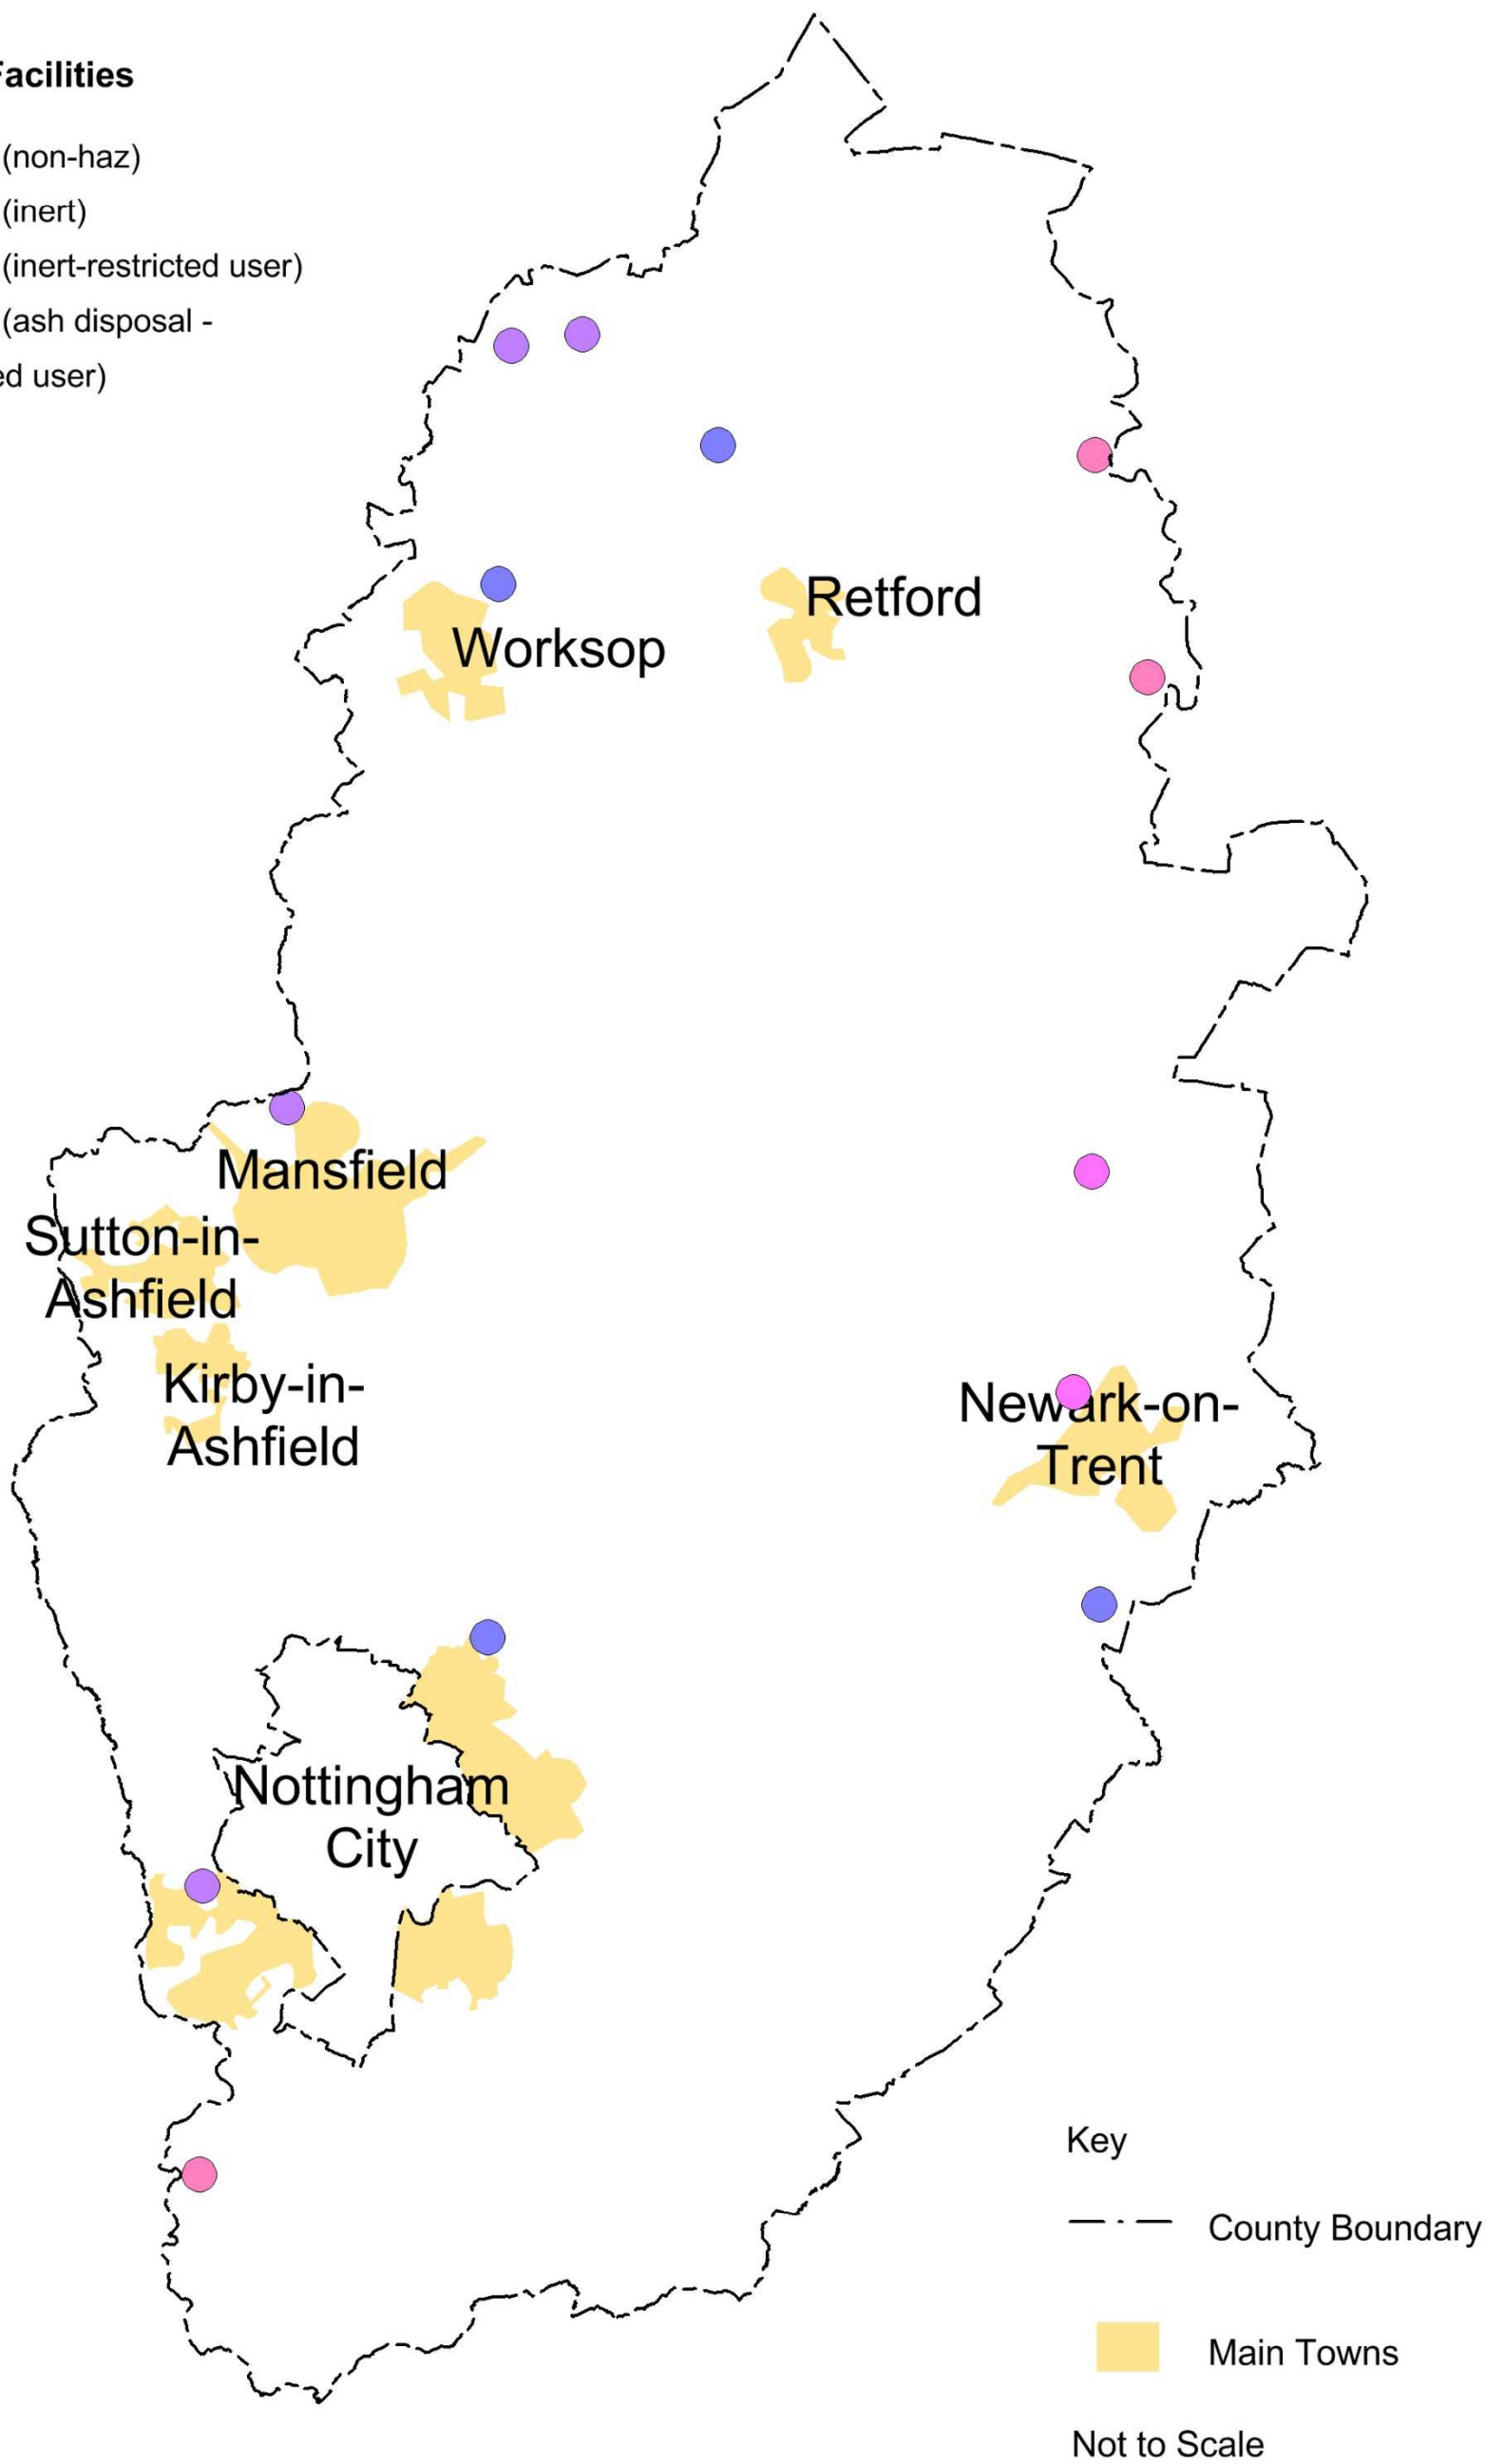 Facilities
(non-haz)
(inert)
(inert-restricted user)
(ash disposal -
ed user)
Retford
Worksop
Mansfield
Sutton-in-
Ashfield
Kirby-in-
Ashfield
Newark-on-
Trent
Nottingham
City
Key
County Boundary
Main Towns
Not to Scale